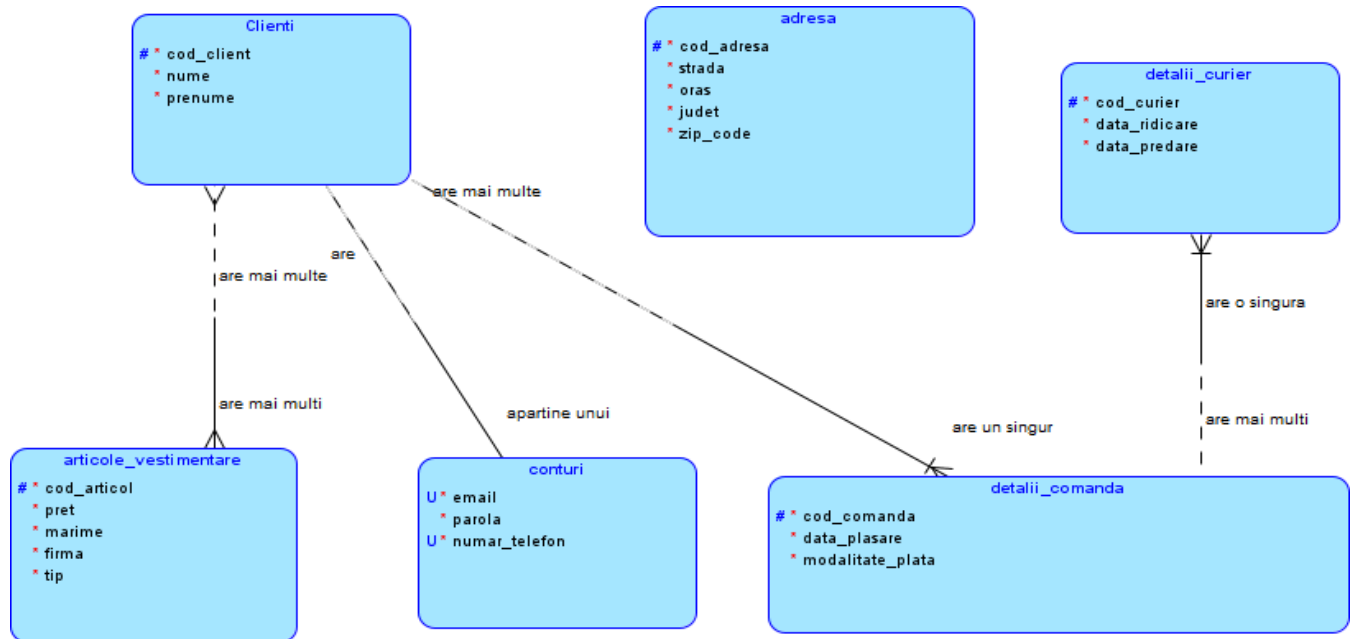 Clienti
# * cod_client
* nume
* prenume
adresa
# * cod_adresa
* strada
* oras
* judet
* zip_code
detalii_curier
# * cod_curier
* data_ridicare
* data_predare
are mai multe
are
are mai multe
are o singura
are mai multi
apartine unui
are un singur
are mai multi
articole_vestimentare
# * cod_articol
* pret
* marime
* firma
* tip
conturi
U * email
* parola
U * numar_telefon
detalii_comanda
# * cod_comanda
* data_plasare
* modalitate_plata